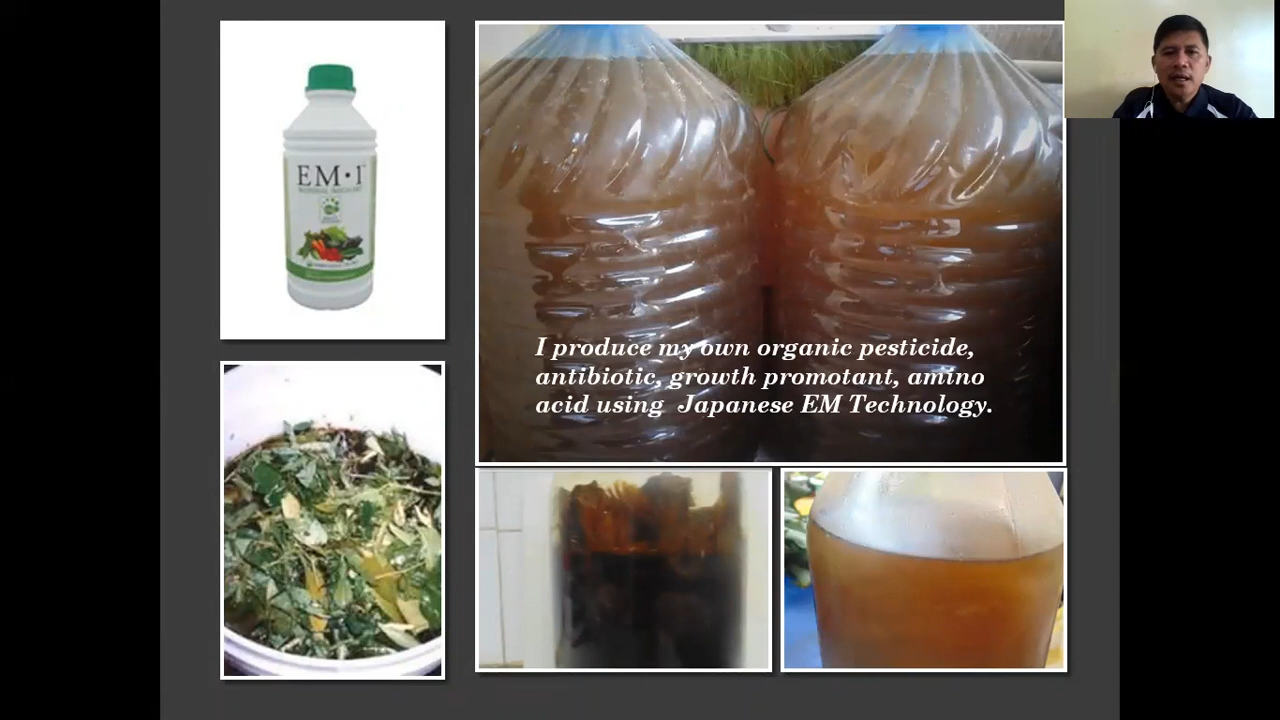 EM•1
I produce my own organic pesticide,
antibiotic, growth promotant, amino
acid using Japanese EM Technology.